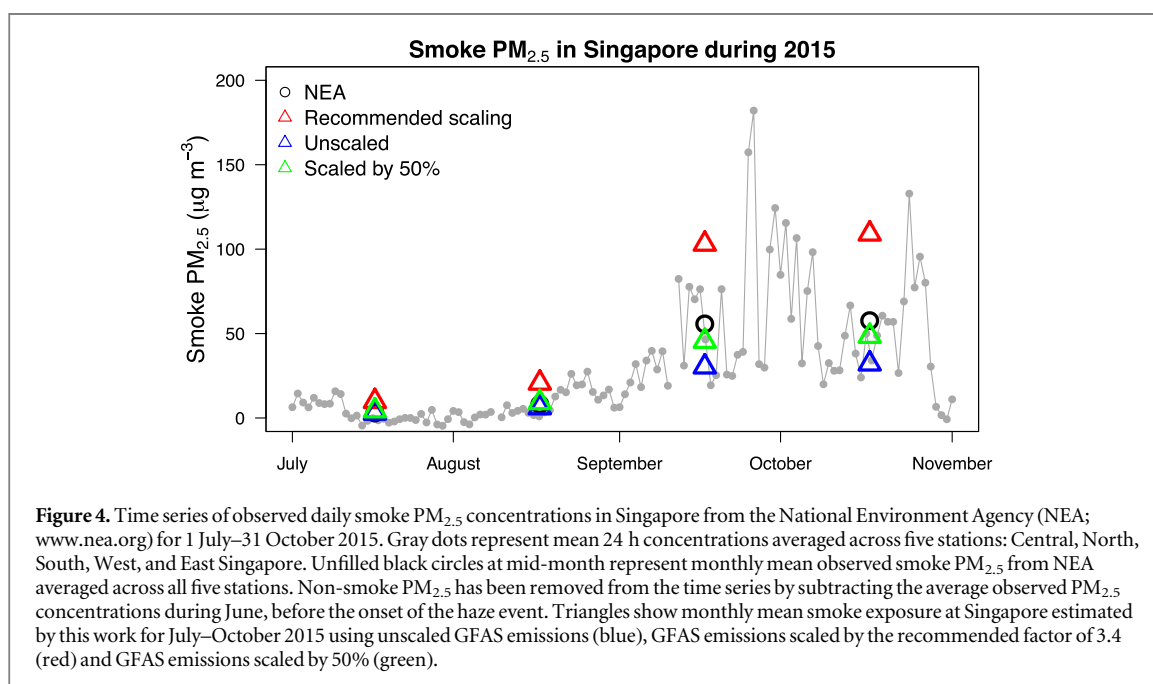 Smoke PM2.5 in Singapore during 2015
200
150
100
50
0
Smoke PM2.5 (μg m−3)
NEA
Recommended scaling
Unscaled
Scaled by 50%
July August September October November
Figure 4. Time series of observed daily smoke PM2.5 concentrations in Singapore from the National Environment Agency (NEA;
www.nea.org) for 1 July–31 October 2015. Gray dots represent mean 24 h concentrations averaged across five stations: Central, North,
South, West, and East Singapore. Unfilled black circles at mid-month represent monthly mean observed smoke PM2.5 from NEA
averaged across all five stations. Non-smoke PM2.5 has been removed from the time series by subtracting the average observed PM2.5
concentrations during June, before the onset of the haze event. Triangles show monthly mean smoke exposure at Singapore estimated
by this work for July–October 2015 using unscaled GFAS emissions (blue), GFAS emissions scaled by the recommended factor of 3.4
(red) and GFAS emissions scaled by 50% (green).